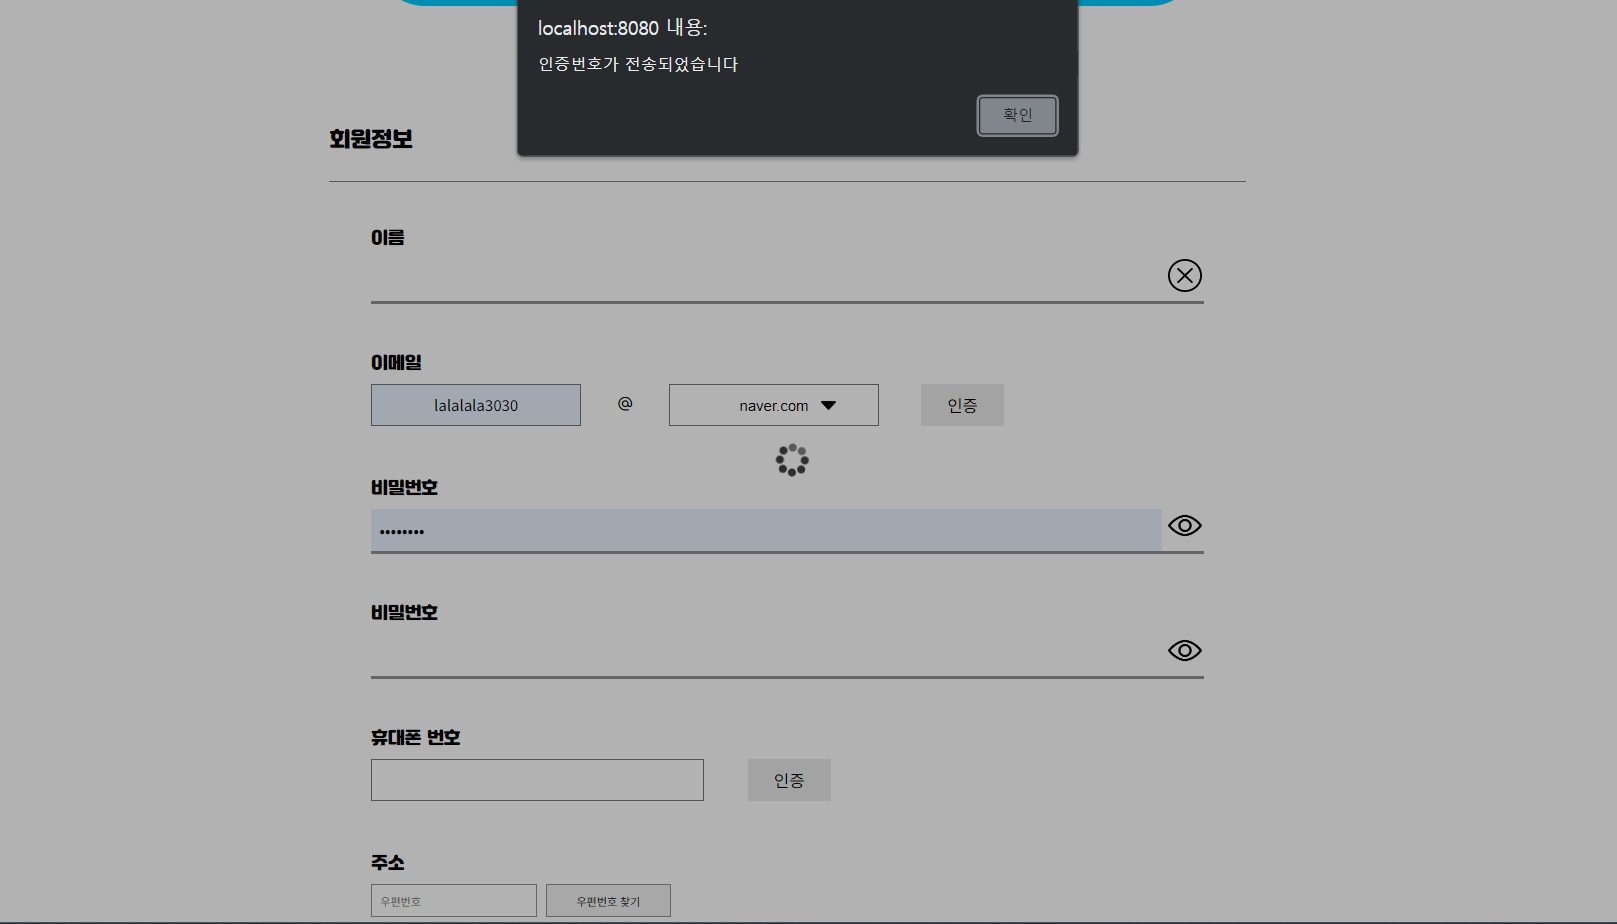 localhost:8080 내용:
인증번호가 전송되었습니다
확인
회원정보
이름
이메일
lalalala3030 @ naver.com 인증
비밀번호
••••••••
비밀번호
휴대폰 번호
인증
주소
우편번호 우편번호 찾기